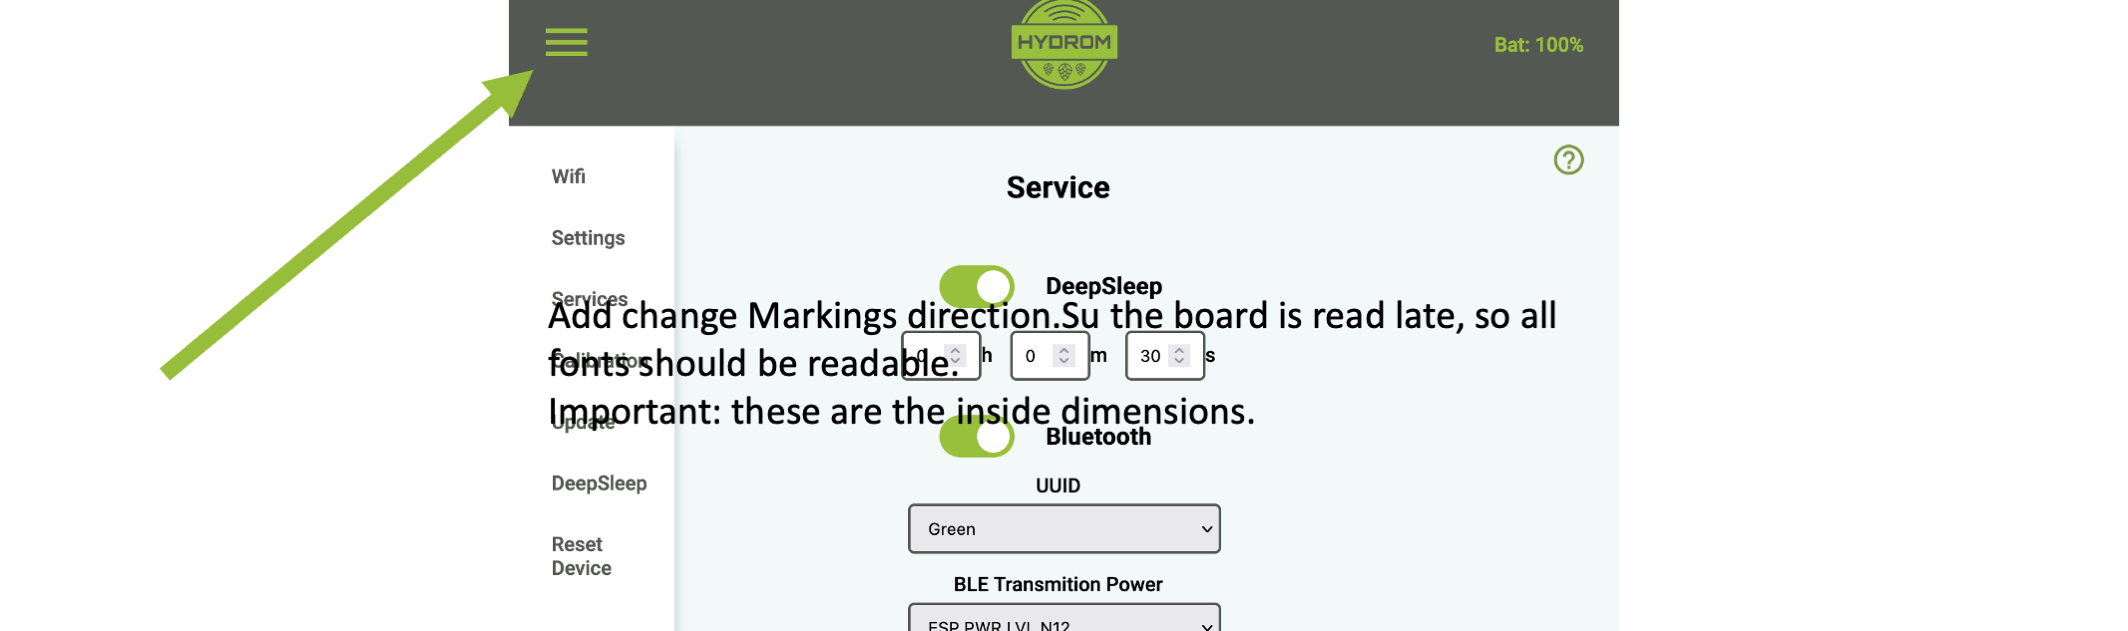 HYDROM
Bat: 100%
Wifi
Settings
Services
Calibration
Update
DeepSleep
Reset
Device
Service
DeepSleep
0 h 0 m 30 s
Bluetooth
UUID
Green
BLE Transmition Power
ESP PWR LVL N12
Add change Markings direction.Su the board is read late, so all
fonts should be readable.
Important: these are the inside dimensions.